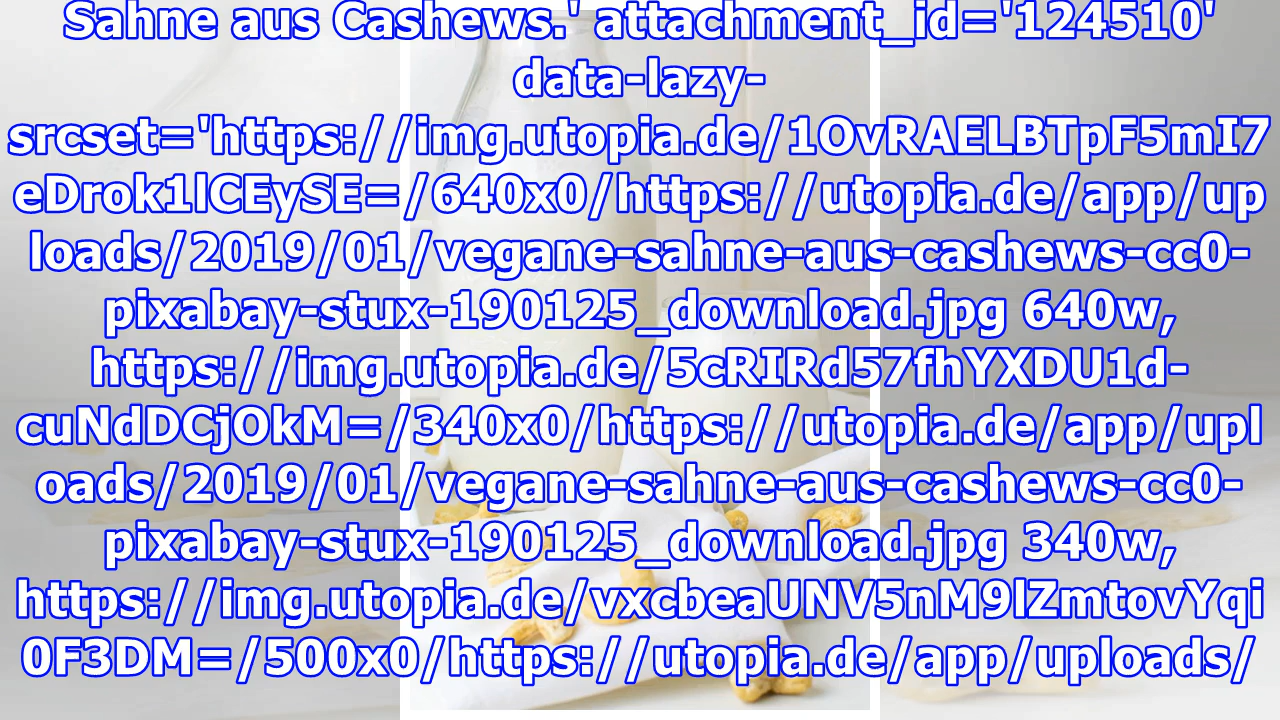 Sahne aus Cashews.' attachment_id='124510'
data-lazy-
srcset='https://img.utopia.de/1OvRAELBTpF5mI7
eDrok1lCEySE=/640x0/https://utopia.de/app/up
loads/2019/01/vegane-sahne-aus-cashews-cc0-
pixabay-stux-190125_download.jpg 640w,
https://img.utopia.de/5cRIRd57fhYXDU1d-
cuNdDCjOkM=/340x0/https://utopia.de/app/upl
oads/2019/01/vegane-sahne-aus-cashews-cc0-
pixabay-stux-190125_download.jpg 340w,
https://img.utopia.de/vxcbeaUNV5nM9lZmtovYqi
0F3DM=/500x0/https://utopia.de/app/uploads/